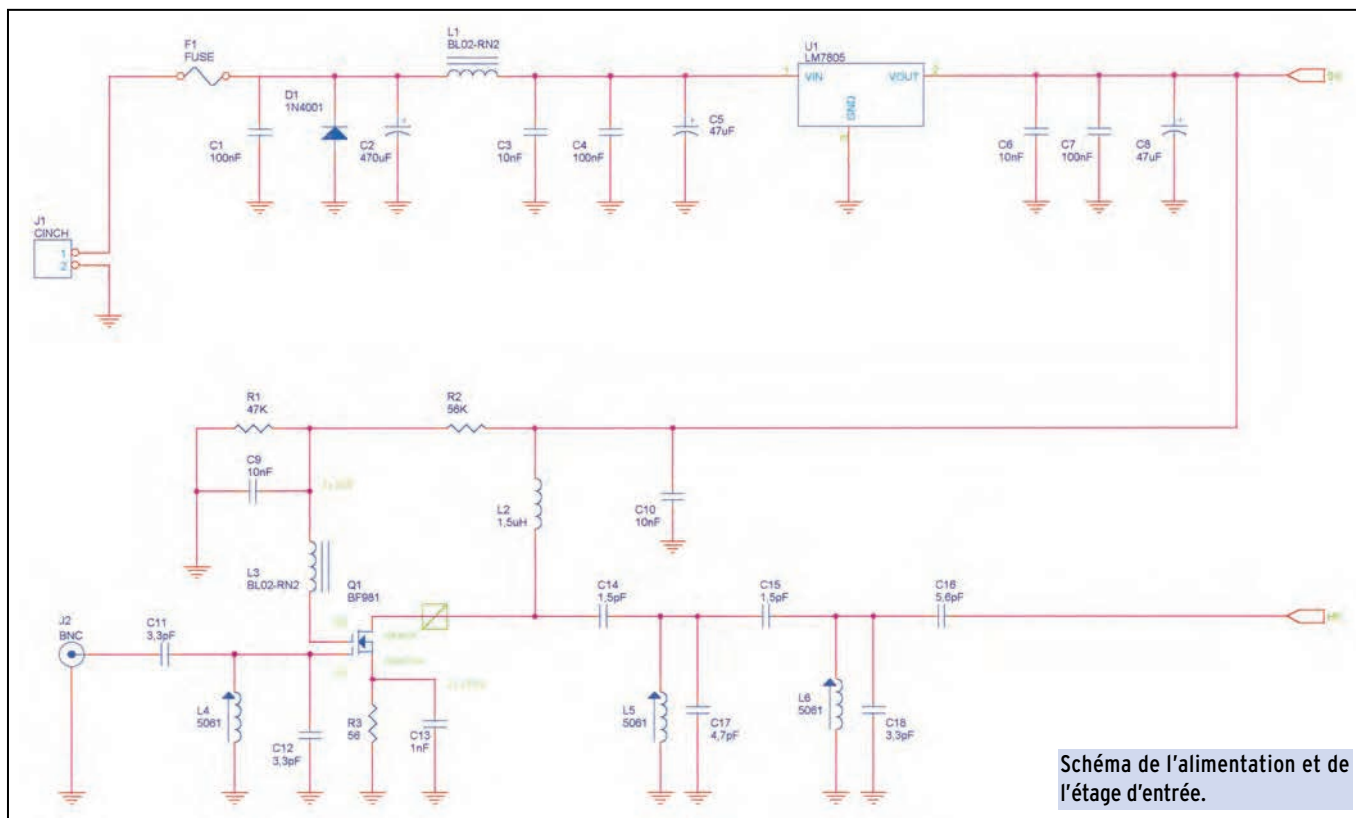 F1
FUSE
L1
BL02-RN2
U1
LM7805
1
VIN
VOUT
2
GND
D1
1N4001
C1
100nF
C2
470uF
C3
10nF
C4
100nF
C5
47uF
C6
10nF
C7
100nF
C8
47uF
J1
CINCH
1
2
R1
47K
R2
56K
C9
10nF
L2
1,5uH
C10
10nF
L3
BL02-RN2
Q1
BF981
J2
BNC
C11
3,3pF
C14
1,5pF
C15
1,5pF
C16
5,6pF
L4
5061
C12
3,3pF
R3
56
C13
1nF
L5
5061
C17
4,7pF
L6
5061
C18
3,3pF
Schéma de l'alimentation et de
l'étage d'entrée.